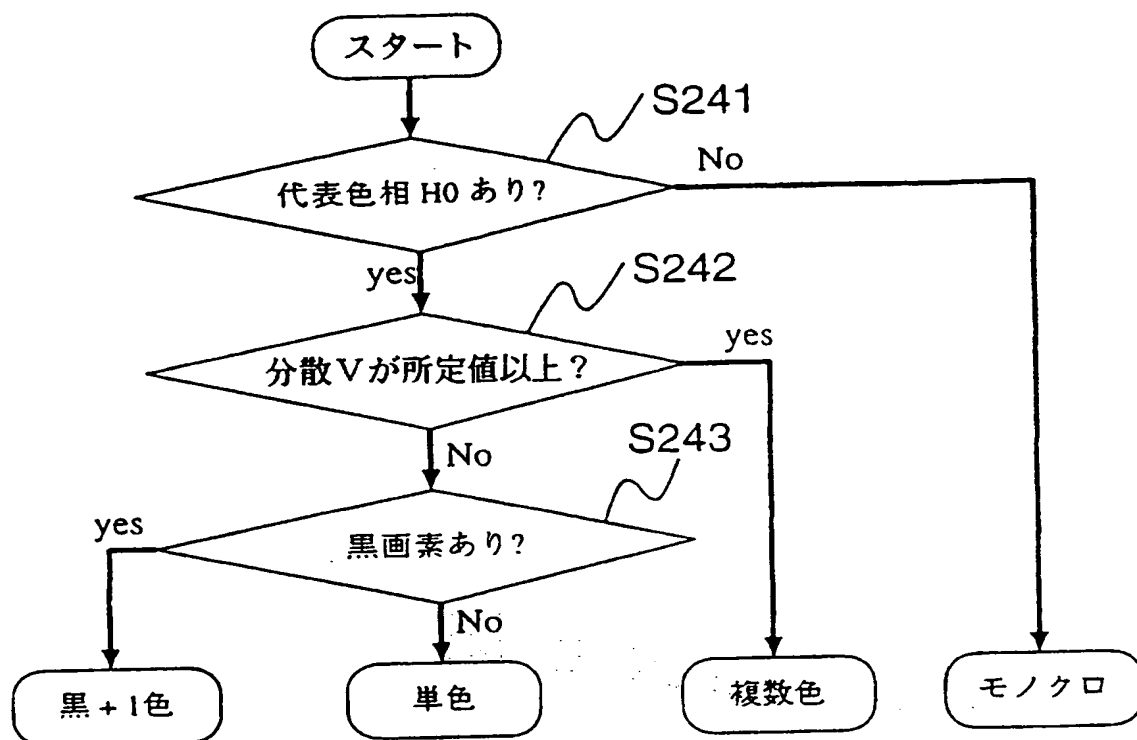 スタート
S241
代表色相 H0 あり?
No
yes
S242
分散Vが所定値以上?
yes
No
S243
黒画素あり?
yes
No
黒 + 1色
単色
複数色
モノクロ